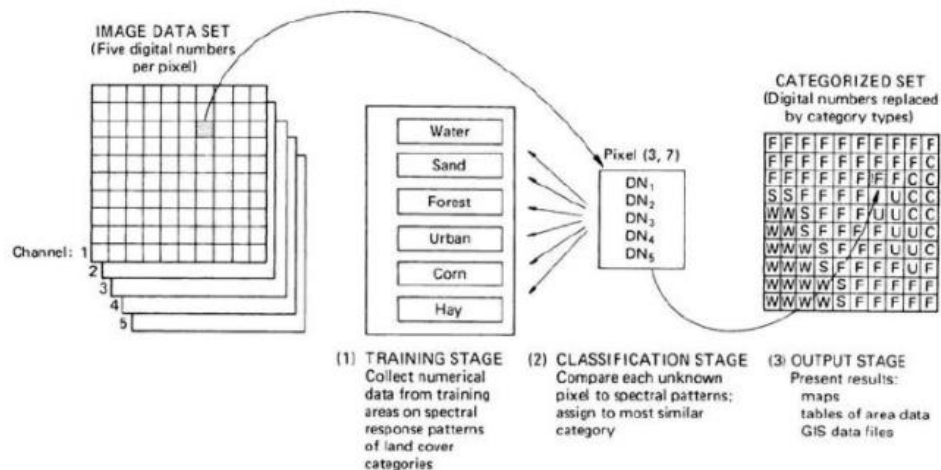 IMAGE DATA SET
(Five digital numbers
per pixel)
Channel: 1
2
3
4
5
Water
Sand
Forest
Urban
Corn
Hay
Pixel (3, 7)
DN₁
DN₂
DN₃
DN₄
DN₅
CATEGORIZED SET
(Digital numbers replaced
by category types)
F F F F F F F F F F
F F F F F F F F F C
F F F F F F F F C C
S S F F F F U C C
W W S F F F U U C C
W W S F F F F U U C
W W W S F F F U U C
W W W S F F F F U F
W W W W S F F F F F
W W W W S F F F F F
(1) TRAINING STAGE
Collect numerical
data from training
areas on spectral
response patterns
of land cover
categories
(2) CLASSIFICATION STAGE
Compare each unknown
pixel to spectral patterns;
assign to most similar
category
(3) OUTPUT STAGE
Present results:
maps
tables of area data
GIS data files